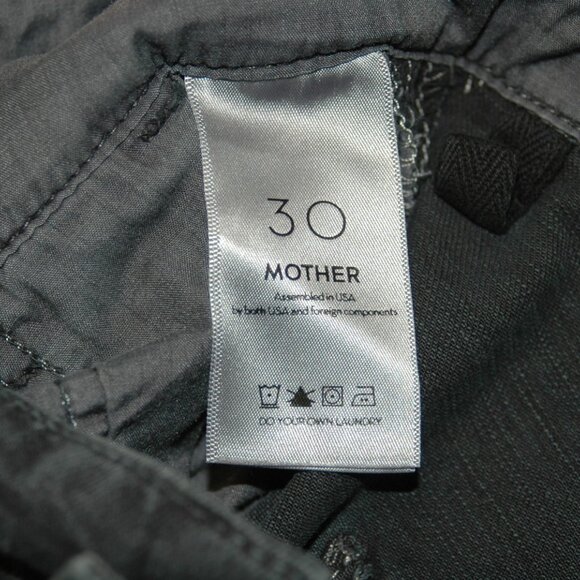 30
MOTHER
Assembled in USA
by both USA and foreign components
DO YOUR OWN LAUNDRY